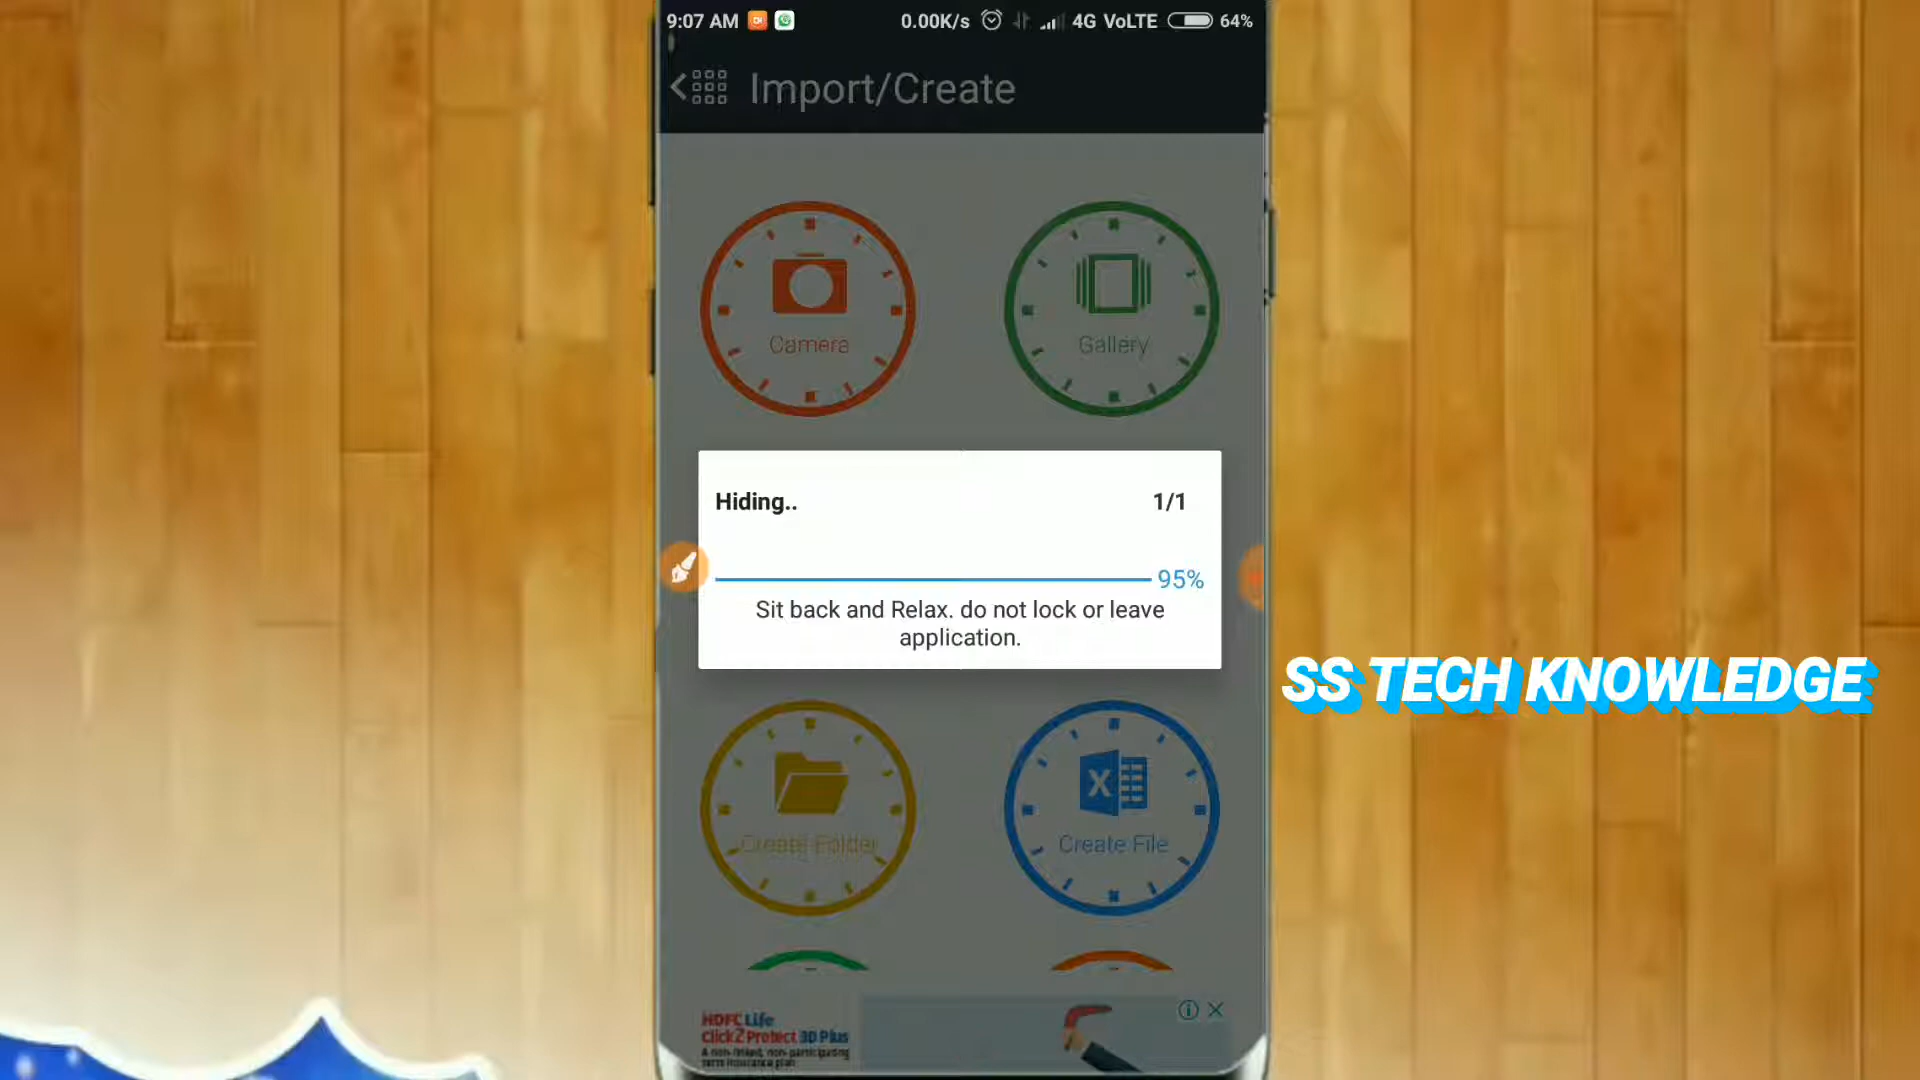 9:07 AM 0.00K/s 4G VoLTE 64%
Import/Create
Camera
Gallery
Hiding.. 1/1
95%
Sit back and Relax. do not lock or leave
application.
SS TECH KNOWLEDGE
Create Folder
Create File
HDFC Life
Click2Protect 3D Plus
A non-linked, non-participating
term insurance plan